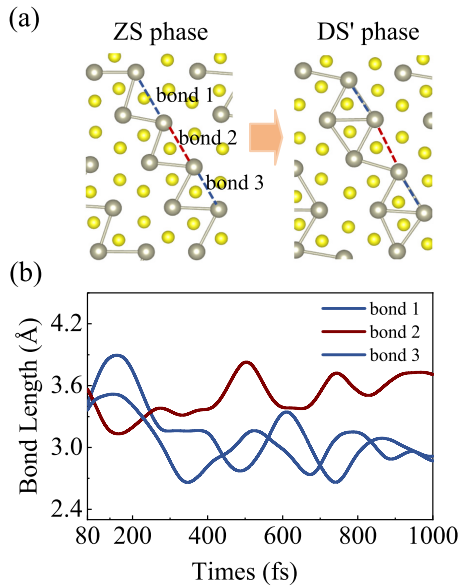 (a)
ZS phase
DS' phase
bond 1
bond 2
bond 3
(b)
bond 1
bond 2
bond 3
Bond Length (Å)
4.2
3.6
3.0
2.4
80 200 400 600 800 1000
Times (fs)